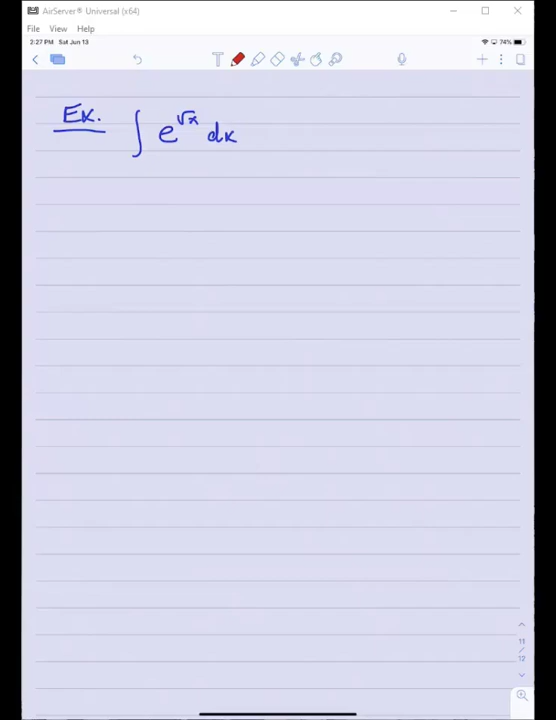 AirServer® Universal (x64)
File View Help
2:27 PM Sat Jun 13 74%
T
Ex. ∫ e^√x dx
11
/
12